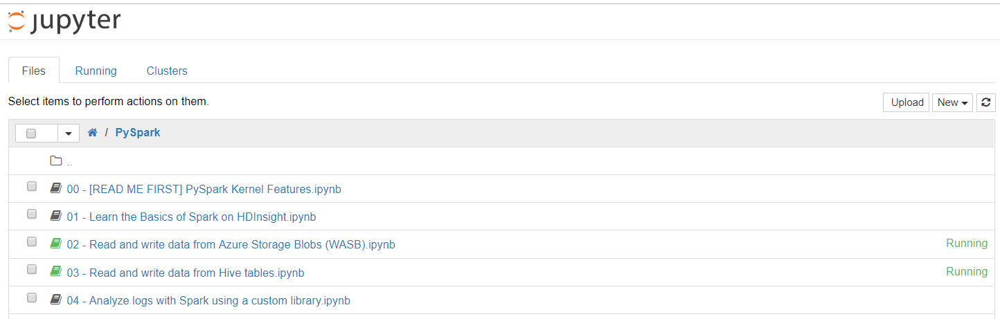 jupyter
Files Running Clusters
Select items to perform actions on them. Upload New
/ PySpark
..
00 - [READ ME FIRST] PySpark Kernel Features.ipynb
01 - Learn the Basics of Spark on HDInsight.ipynb
02 - Read and write data from Azure Storage Blobs (WASB).ipynb Running
03 - Read and write data from Hive tables.ipynb Running
04 - Analyze logs with Spark using a custom library.ipynb